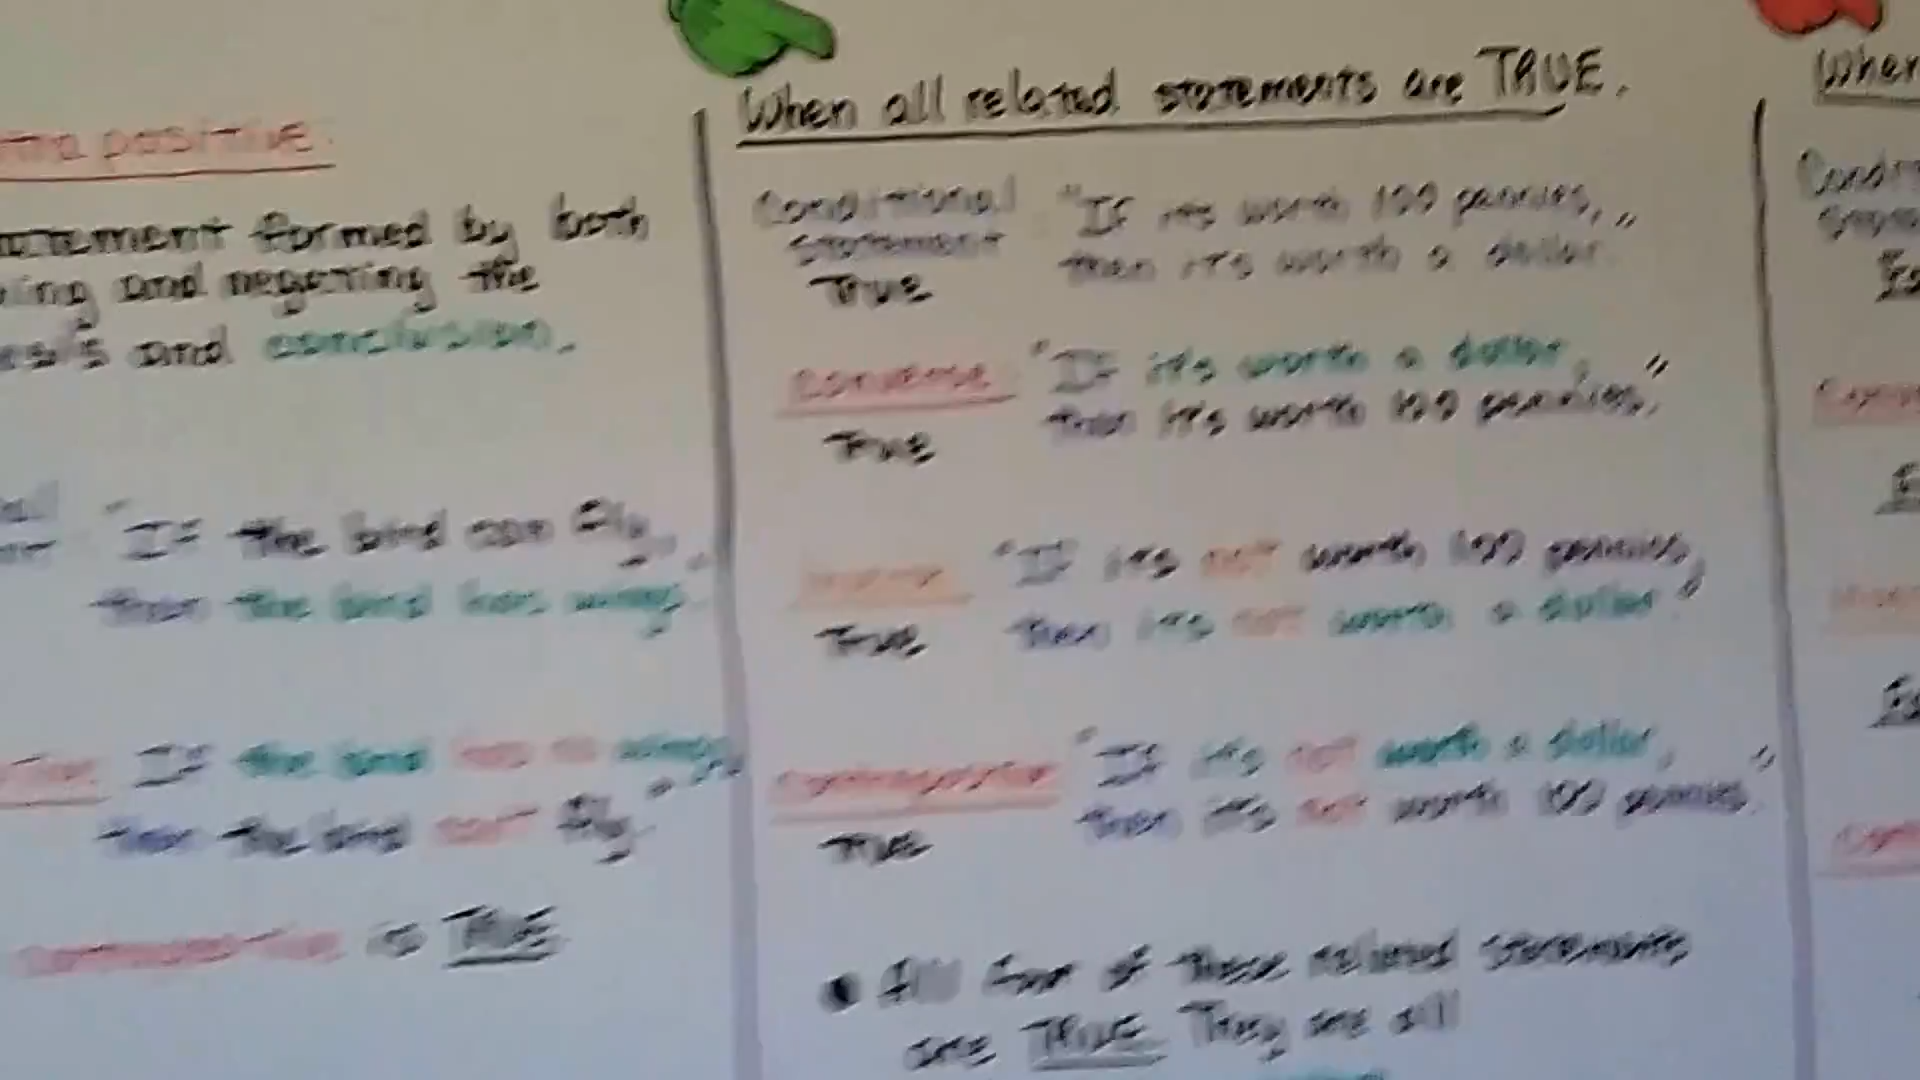 positive.
statement formed by both
and negating the
and conclusion.
"If the bird can fly,
then the bird has wings."
If the bird has no wings,
then the bird can't fly."
contrapositive is TRUE
When all related statements are TRUE.
Conditional statement
TRUE
"If it's worth 100 pennies,
then it's worth a dollar."
Converse
TRUE
"If it's worth a dollar,
then it's worth 100 pennies."
Inverse
TRUE
"If it's not worth 100 pennies,
then it's not worth a dollar."
Contrapositive
TRUE
"If it's not worth a dollar,
then it's not worth 100 pennies."
• All four of these related statements
are TRUE. They are all
When